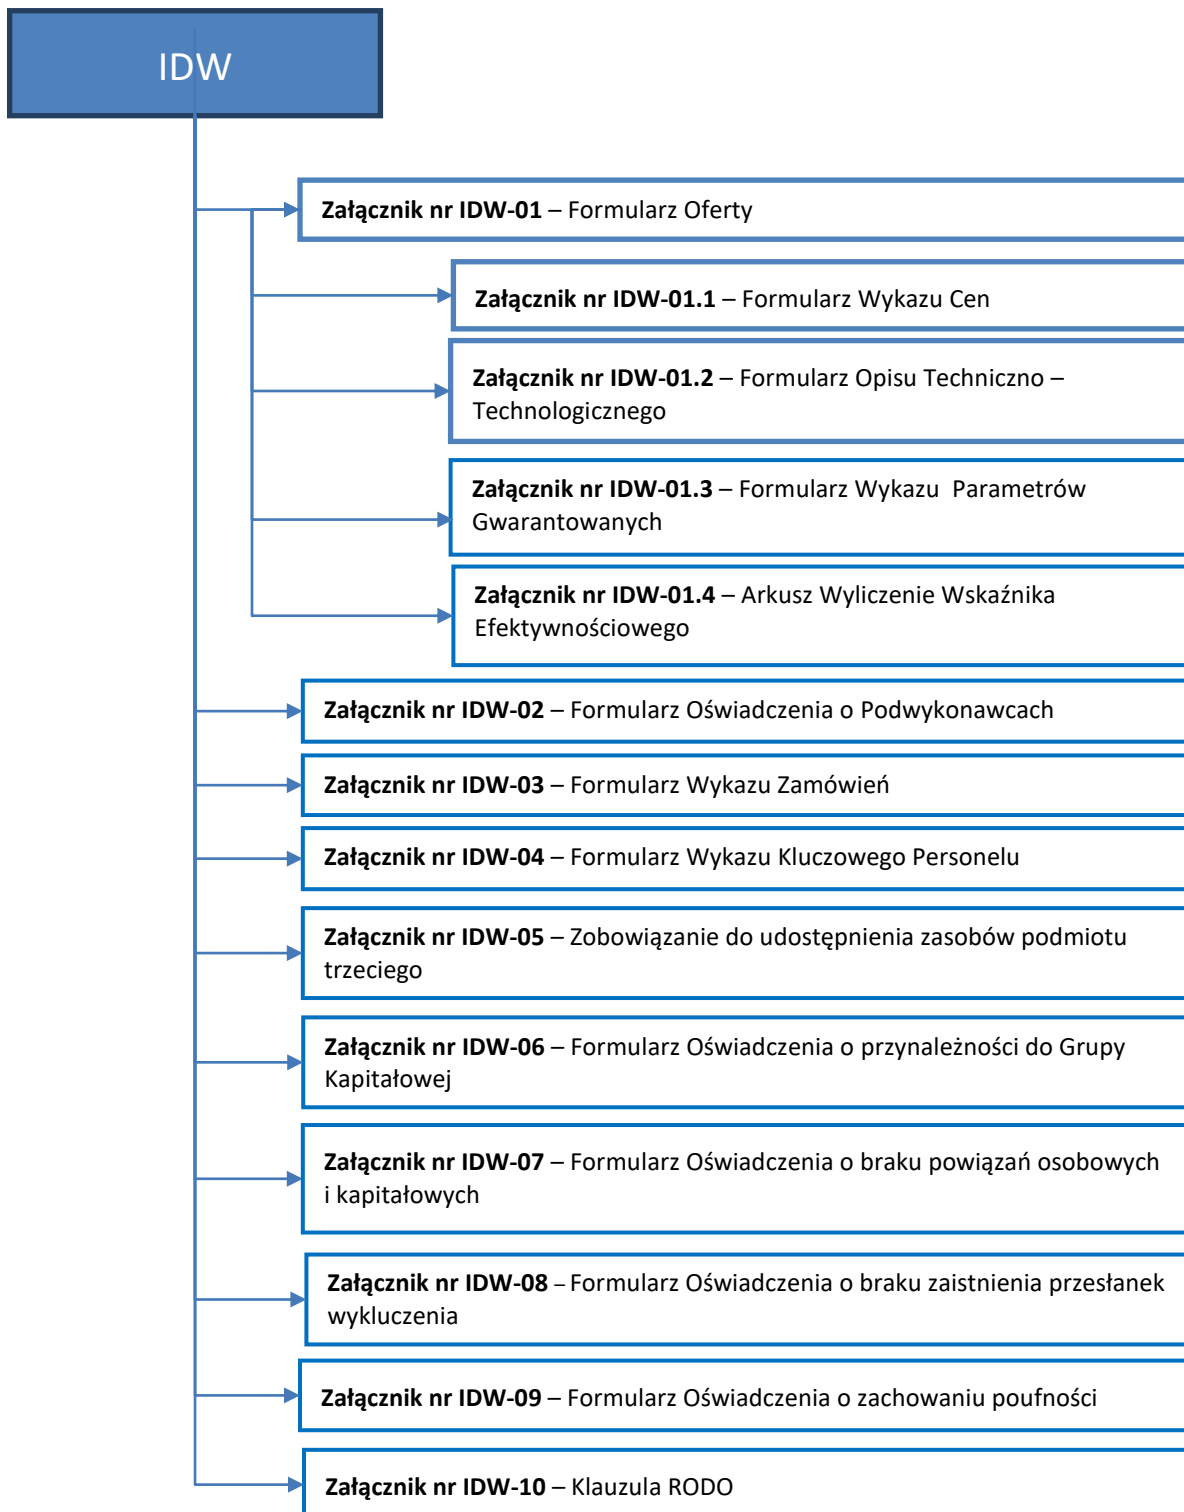 IDW
Załącznik nr IDW-01 – Formularz Oferty
Załącznik nr IDW-01.1 – Formularz Wykazu Cen
Załącznik nr IDW-01.2 – Formularz Opisu Techniczno –
Technologicznego
Załącznik nr IDW-01.3 – Formularz Wykazu Parametrów
Gwarantowanych
Załącznik nr IDW-01.4 – Arkusz Wyliczenie Wskaźnika
Efektywnościowego
Załącznik nr IDW-02 – Formularz Oświadczenia o Podwykonawcach
Załącznik nr IDW-03 – Formularz Wykazu Zamówień
Załącznik nr IDW-04 – Formularz Wykazu Kluczowego Personelu
Załącznik nr IDW-05 – Zobowiązanie do udostępnienia zasobów podmiotu
trzeciego
Załącznik nr IDW-06 – Formularz Oświadczenia o przynależności do Grupy
Kapitałowej
Załącznik nr IDW-07 – Formularz Oświadczenia o braku powiązań osobowych
i kapitałowych
Załącznik nr IDW-08 – Formularz Oświadczenia o braku zaistnienia przesłanek
wykluczenia
Załącznik nr IDW-09 – Formularz Oświadczenia o zachowaniu poufności
Załącznik nr IDW-10 – Klauzula RODO